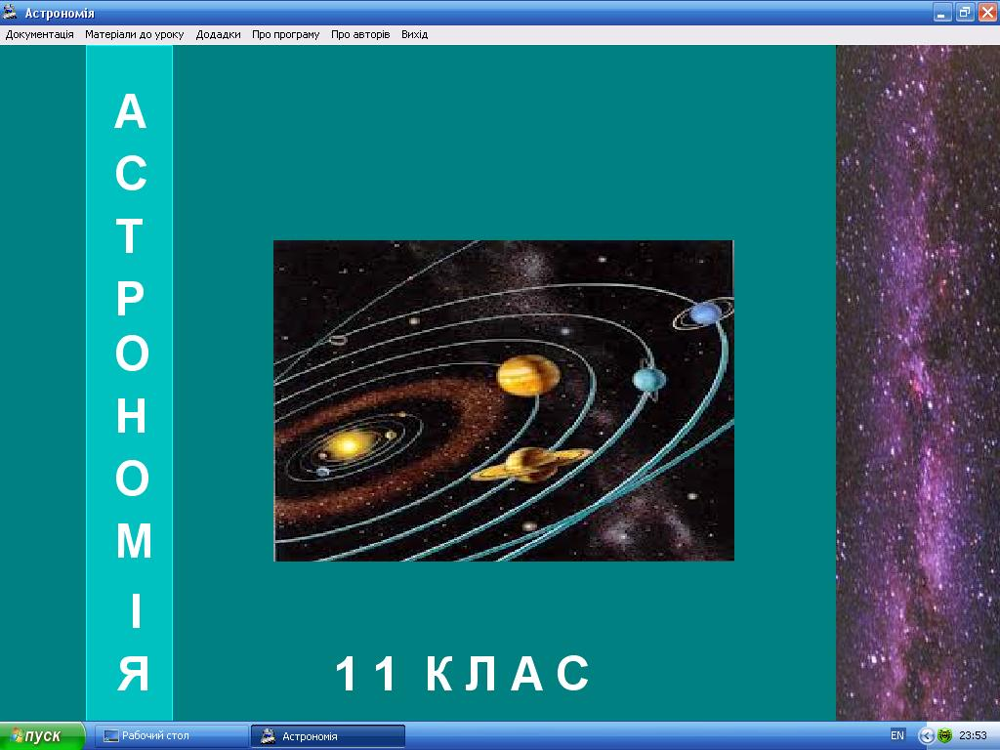 Астрономія
Документація Матеріали до уроку Додадки Про програму Про авторів Вихід
А
С
Т
Р
О
Н
О
М
І
Я
11 КЛАС
пуск Рабочий стол Астрономія EN 23:53